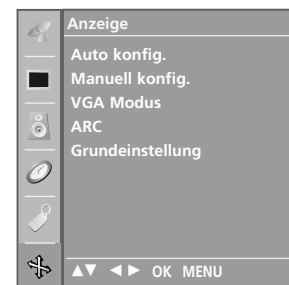 Anzeige
Auto konfig.
Manuell konfig.
VGA Modus
ARC
Grundeinstellung
▲▼ ◄► OK MENU